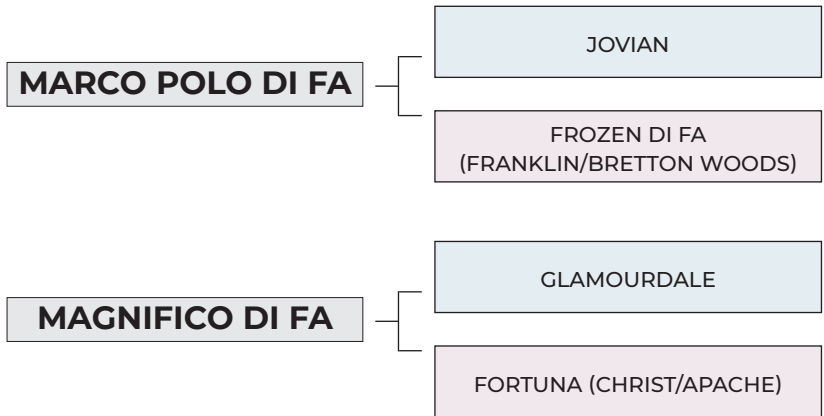 JOVIAN
MARCO POLO DI FA
FROZEN DI FA
(FRANKLIN/BRETTON WOODS)
GLAMOURDALE
MAGNIFICO DI FA
FORTUNA (CHRIST/APACHE)